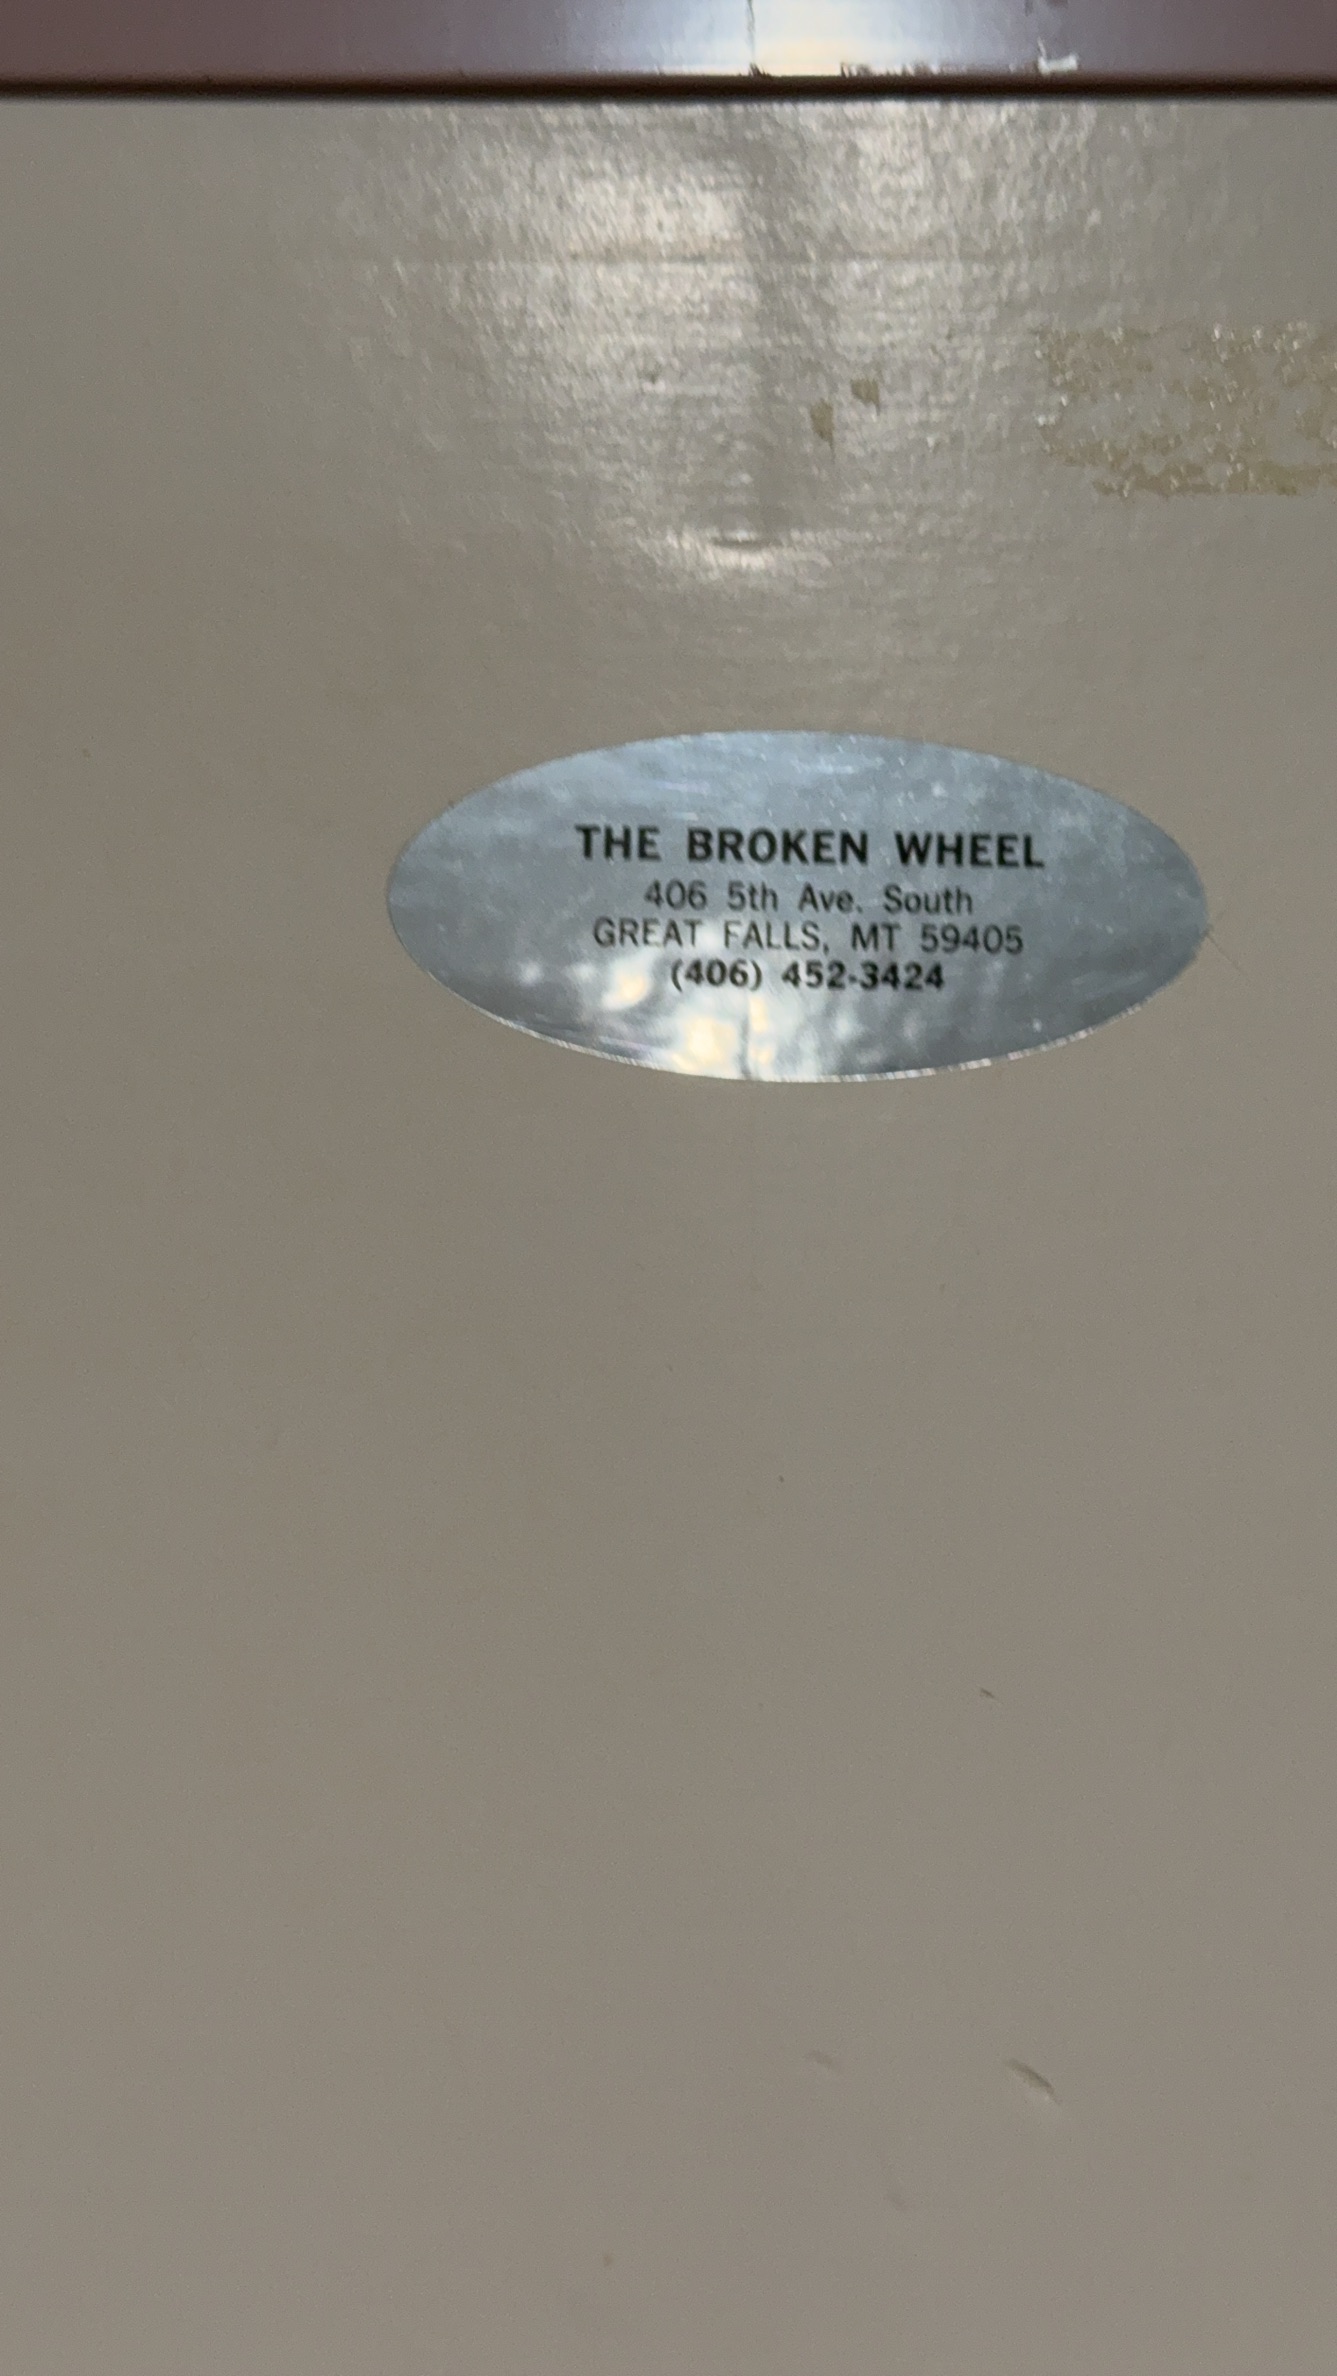 THE BROKEN WHEEL
406 5th Ave. South
GREAT FALLS, MT 59405
(406) 452-3424